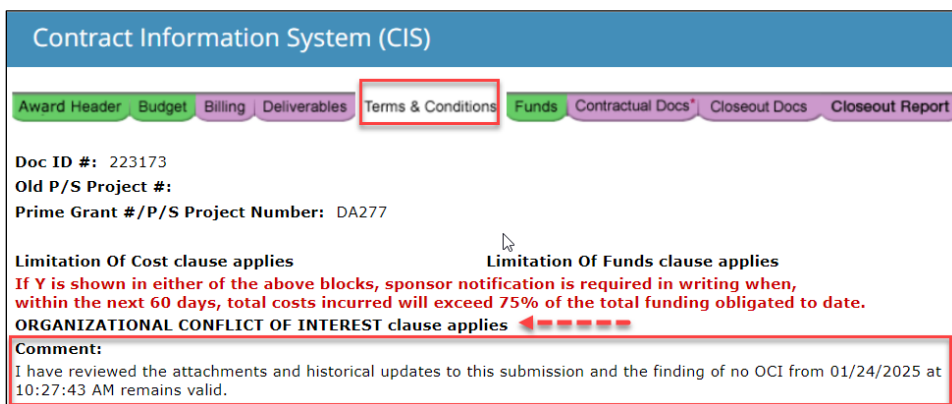 Contract Information System (CIS)
Award Header Budget Billing Deliverables Terms & Conditions Funds Contractual Docs* Closeout Docs Closeout Report
Doc ID #: 223173
Old P/S Project #:
Prime Grant #/P/S Project Number: DA277
Limitation Of Cost clause applies Limitation Of Funds clause applies
If Y is shown in either of the above blocks, sponsor notification is required in writing when,
within the next 60 days, total costs incurred will exceed 75% of the total funding obligated to date.
ORGANIZATIONAL CONFLICT OF INTEREST clause applies
Comment:
I have reviewed the attachments and historical updates to this submission and the finding of no OCI from 01/24/2025 at
10:27:43 AM remains valid.